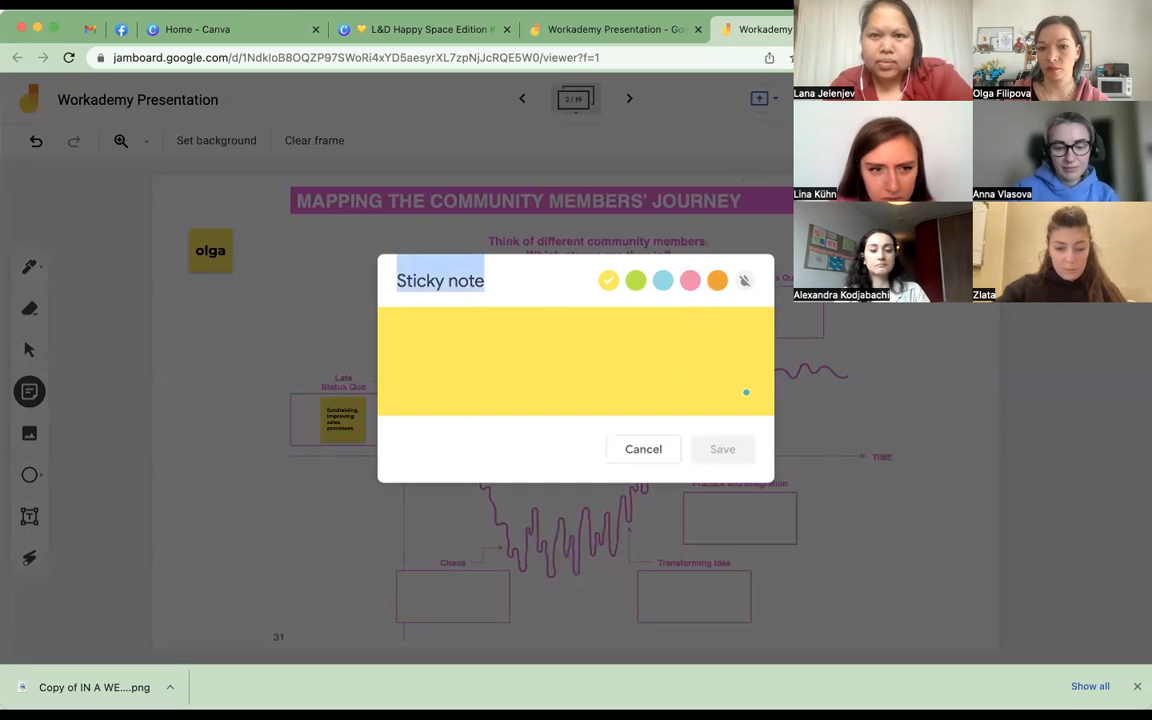 Home - Canva
L&D Happy Space Edition
Workademy Presentation - Go
Workademy
jamboard.google.com/d/1NdkIoB8OQZP97SWoRi4xYD5aesyrXL7zpNjJcRQE5W0/viewer?f=1
Workademy Presentation
2 / 19
Set background
Clear frame
MAPPING THE COMMUNITY MEMBERS' JOURNEY
olga
Think of different community members.
Sticky note
Late
Status Quo
fundraising,
improving
sales
processes
Cancel
Save
TIME
Practice and Integration
Chaos
Transforming Idea
31
Lana Jelenjev
Olga Filipova
Lina Kühn
Anna Vlasova
Alexandra Kodjabachi
Zlata
Copy of IN A WE....png
Show all